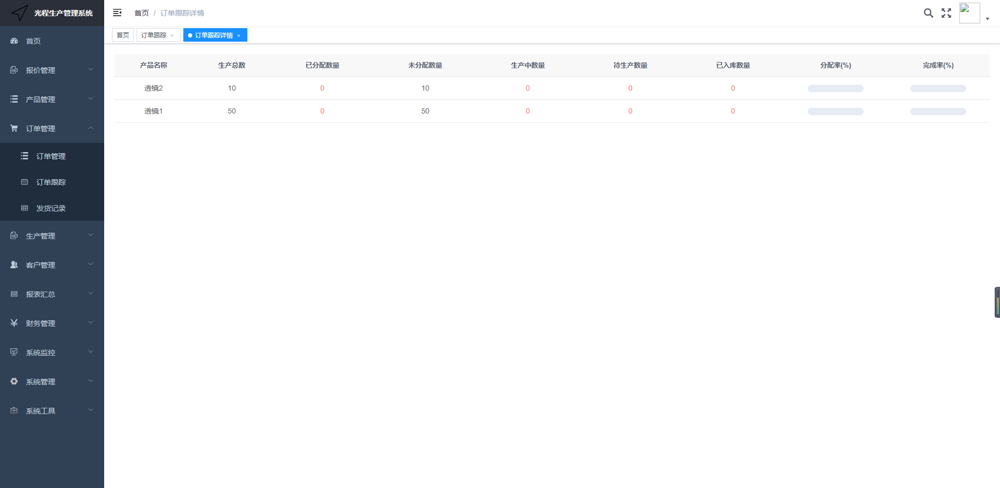 光程生产管理系统
首页 / 订单跟踪详情
首页 订单跟踪 × 订单跟踪详情 ×
首页
报价管理
产品管理
订单管理
订单管理
订单跟踪
发货记录
生产管理
客户管理
报表汇总
财务管理
系统监控
系统管理
系统工具
产品名称 生产总数 已分配数量 未分配数量 生产中数量 待生产数量 已入库数量 分配率(%) 完成率(%)
透镜2 10 0 10 0 0 0
透镜1 50 0 50 0 0 0